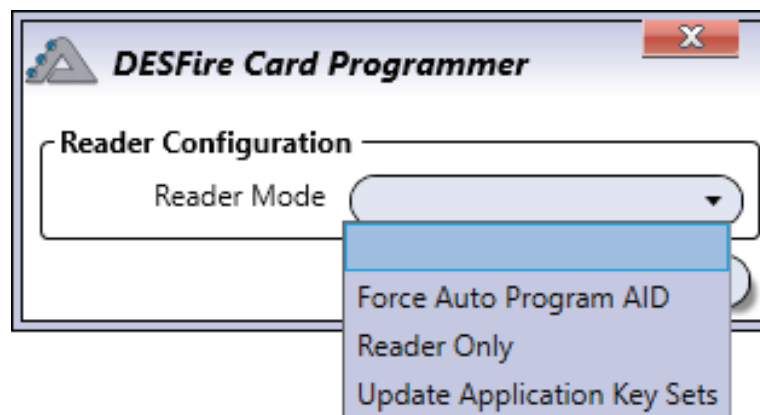 DESFire Card Programmer
Reader Configuration
Reader Mode
Force Auto Program AID
Reader Only
Update Application Key Sets